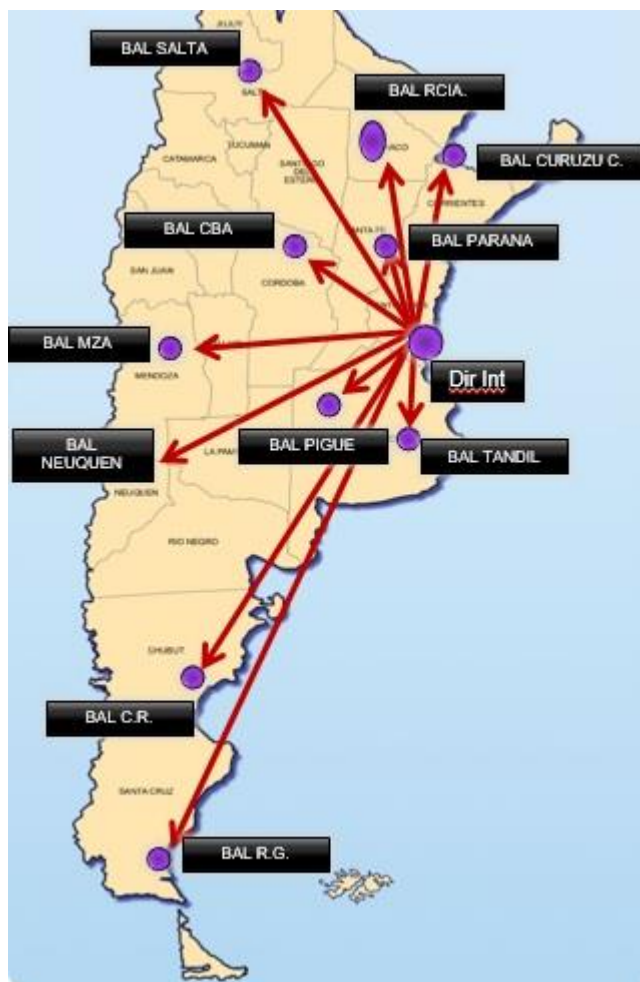 JUJUY
BAL SALTA
SALTA
BAL RCIA.
CHACO
BAL CURUZU C.
TUCUMAN
CATAMARCA
SANTIAGO
DEL
ESTERO
CORRIENTES
BAL CBA
SANTA FE
BAL PARANA
SAN JUAN
CORDOBA
BAL MZA
MENDOZA
Dir Int
BAL
NEUQUEN
LA PAMPA
BAL PIGUE
BAL TANDIL
NEUQUEN
RIO NEGRO
CHUBUT
BAL C.R.
SANTA CRUZ
BAL R.G.